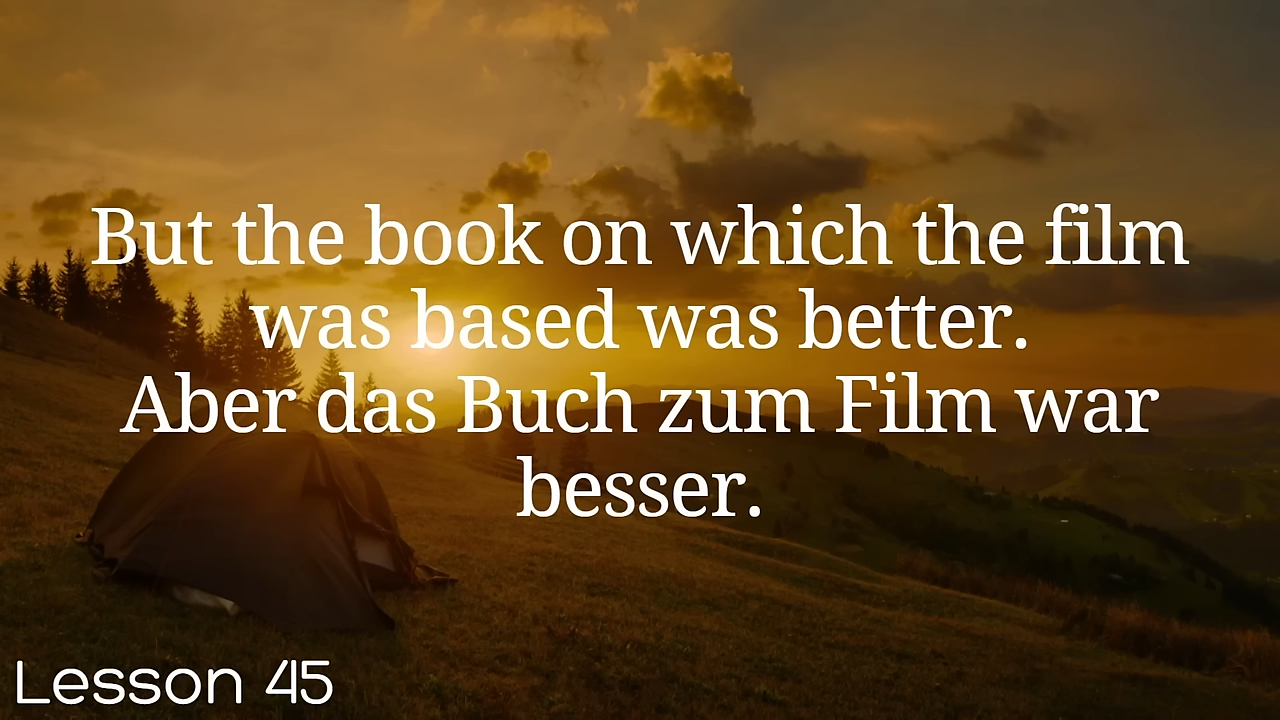 But the book on which the film
was based was better.
Aber das Buch zum Film war
besser.
Lesson 45